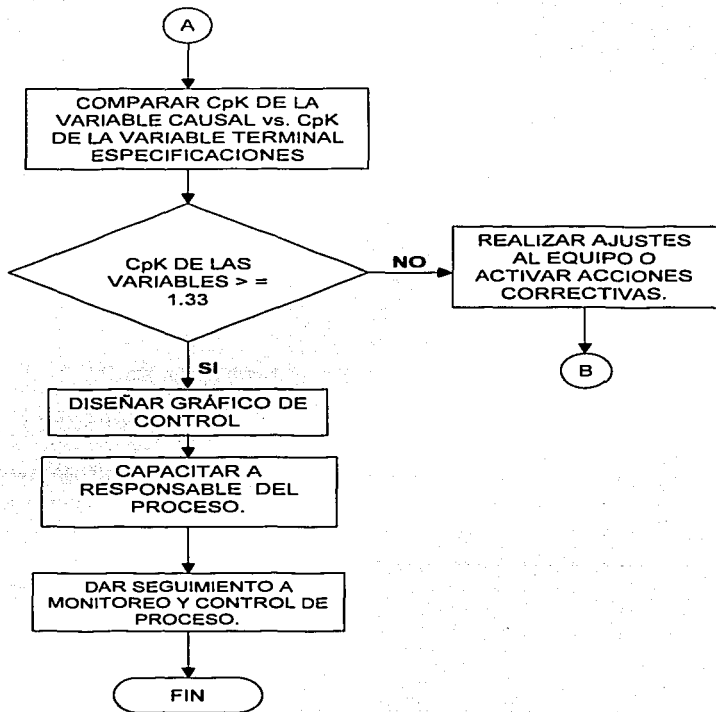 A
COMPARAR CpK DE LA
VARIABLE CAUSAL vs. CpK
DE LA VARIABLE TERMINAL
ESPECIFICACIONES
CpK DE LAS
VARIABLES > =
1.33
NO
REALIZAR AJUSTES
AL EQUIPO O
ACTIVAR ACCIONES
CORRECTIVAS.
B
SI
DISEÑAR GRÁFICO DE
CONTROL
CAPACITAR A
RESPONSABLE DEL
PROCESO.
DAR SEGUIMIENTO A
MONITOREO Y CONTROL DE
PROCESO.
FIN